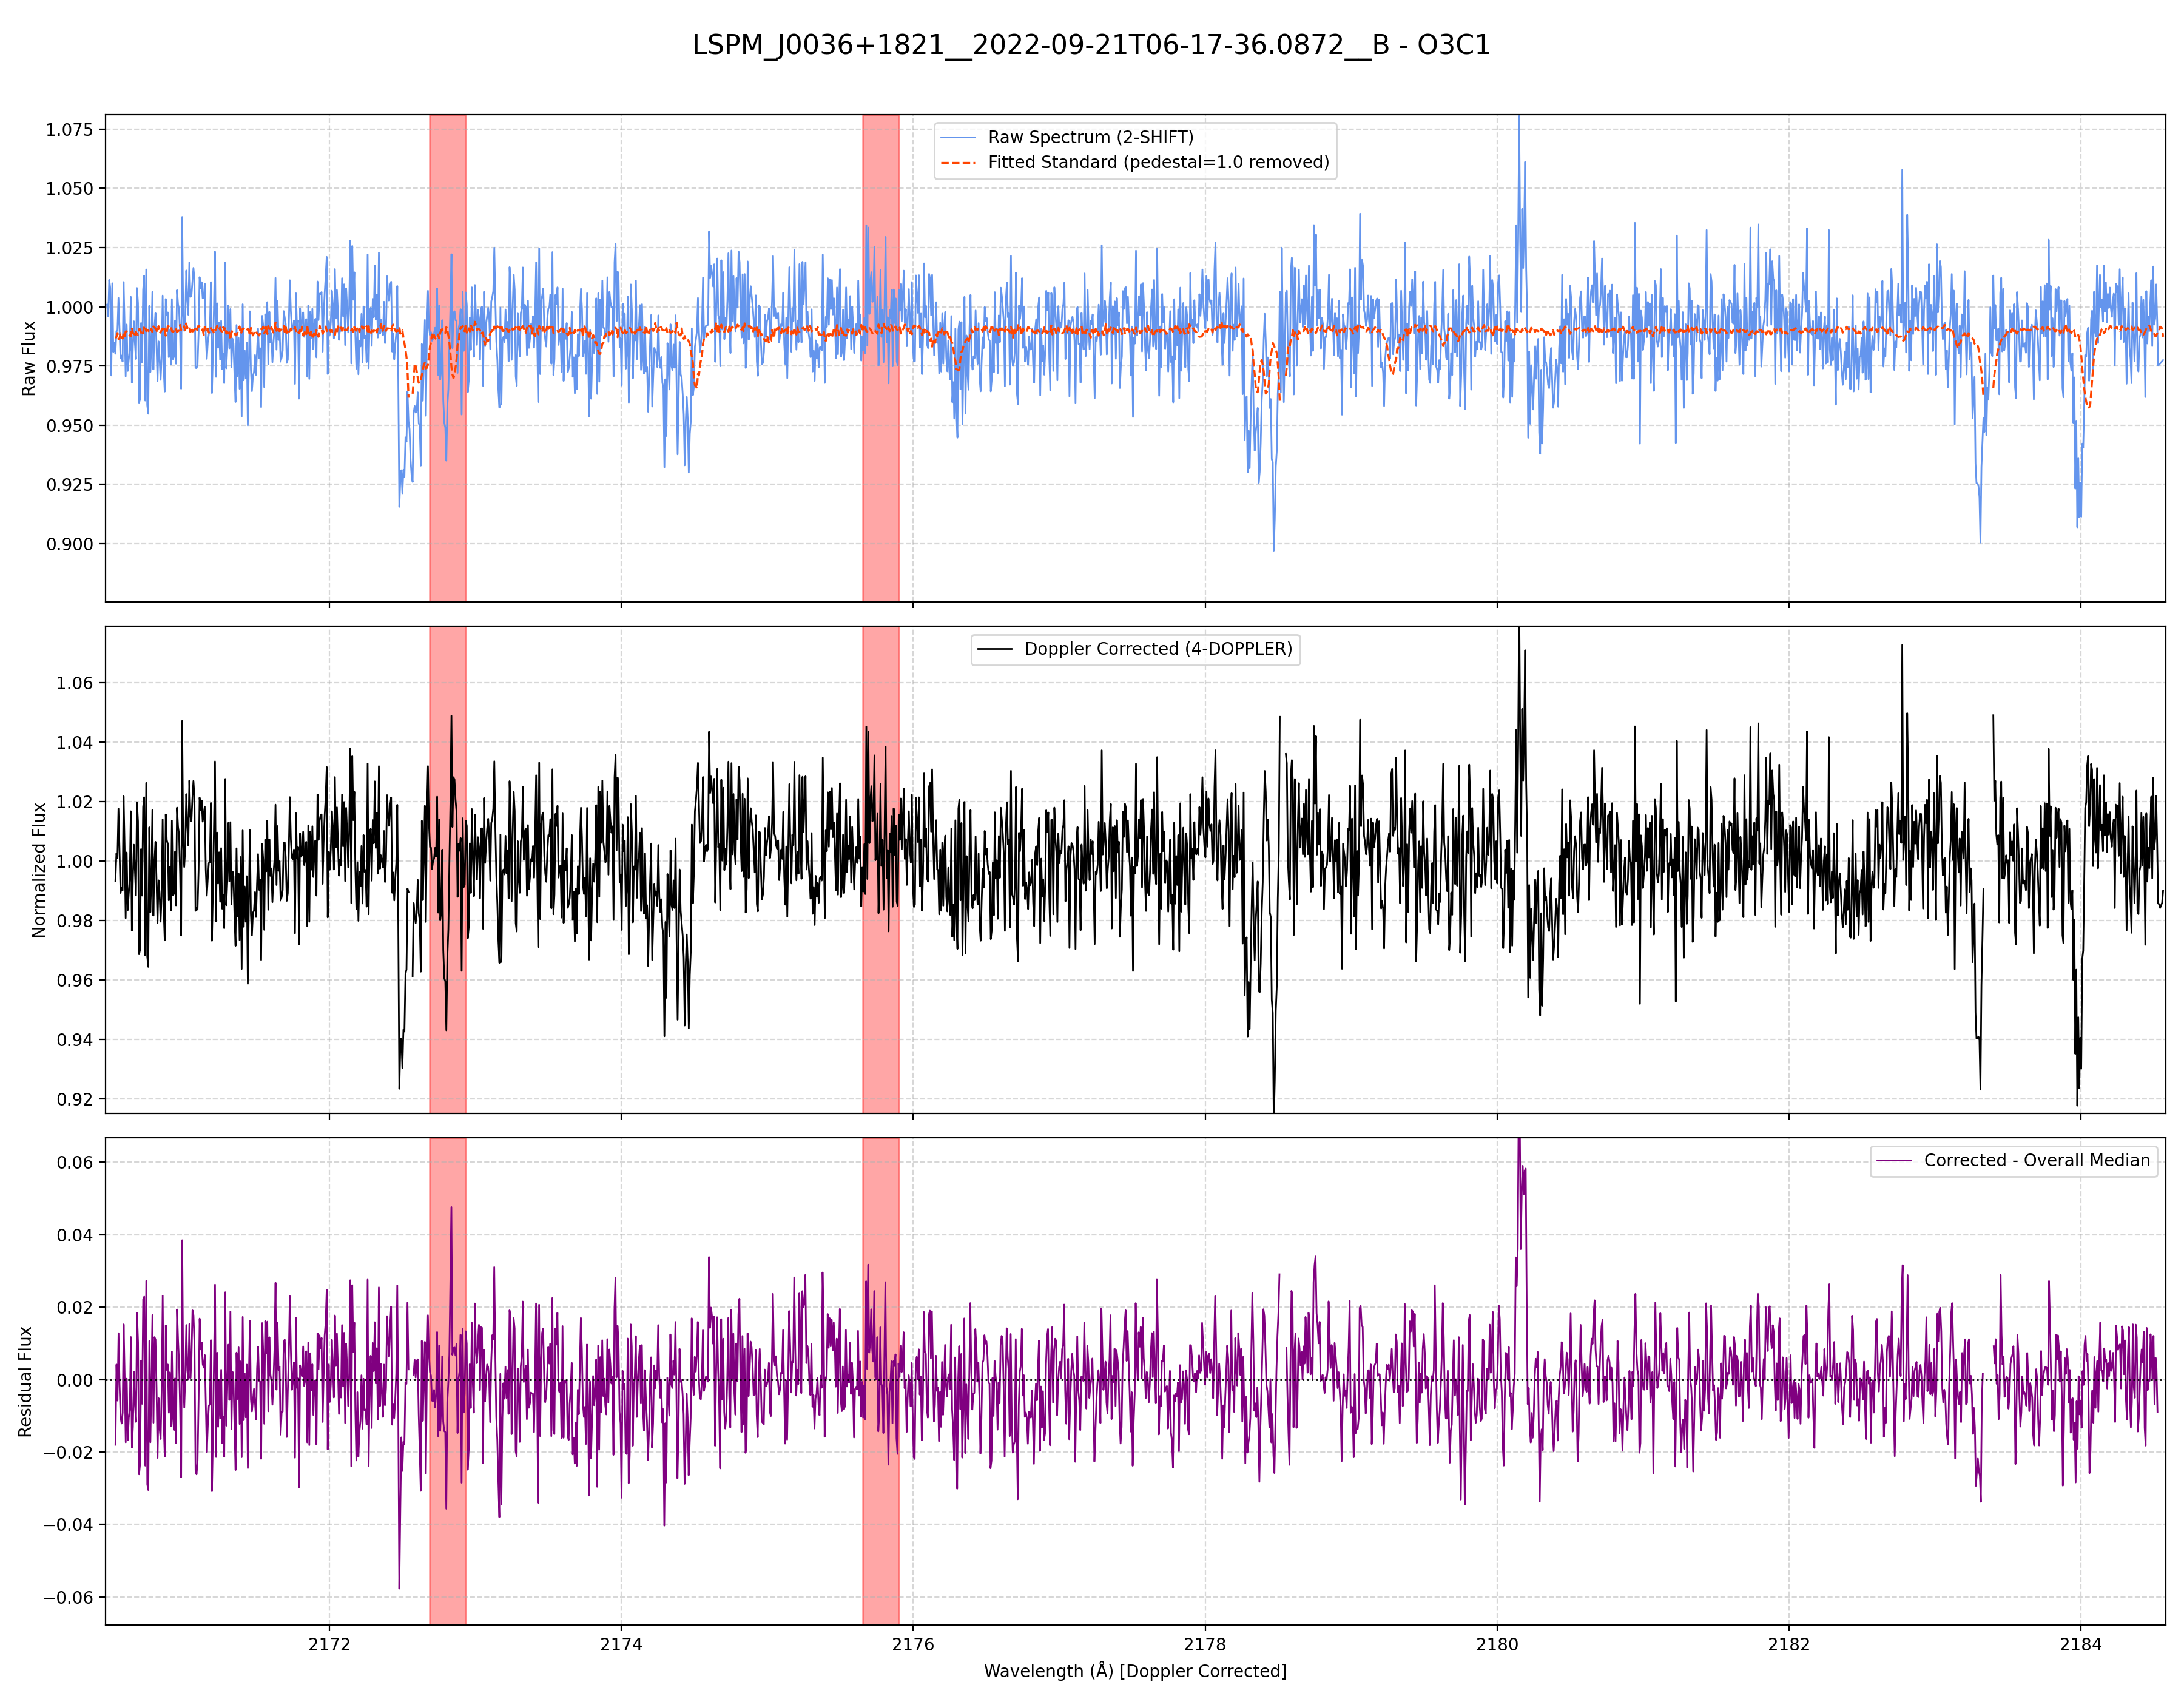 LSPM_J0036+1821__2022-09-21T06-17-36.0872__B - O3C1
Raw Flux
1.075
1.050
1.025
1.000
0.975
0.950
0.925
0.900
Raw Spectrum (2-SHIFT)
Fitted Standard (pedestal=1.0 removed)
Normalized Flux
1.06
1.04
1.02
1.00
0.98
0.96
0.94
0.92
Doppler Corrected (4-DOPPLER)
Residual Flux
0.06
0.04
0.02
0.00
−0.02
−0.04
−0.06
Corrected - Overall Median
2172 2174 2176 2178 2180 2182 2184
Wavelength (Å) [Doppler Corrected]